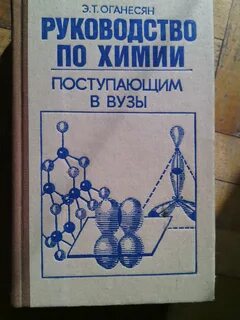 Э.Т. ОГАНЕСЯН
РУКОВОДСТВО
ПО ХИМИИ
ПОСТУПАЮЩИМ
В ВУЗЫ